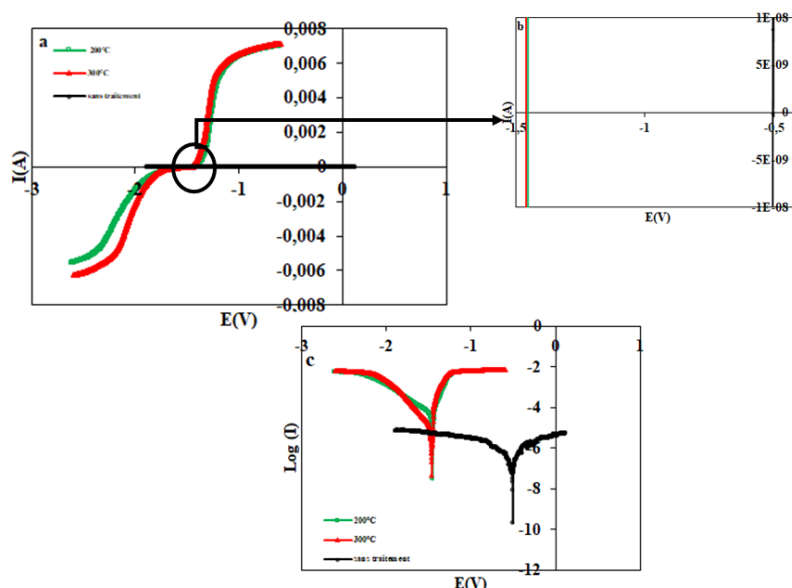 a
200°C
300°C
sans traitement
0,008
0,006
0,004
0,002
0
-0,002
-0,004
-0,006
-0,008
-3
-2
-1
0
1
I(A)
E(V)
b
1E-08
5E-09
0
-5E-09
-1E-08
-1,5
-1
-0,5
I(A)
E(V)
c
-3
-2
-1
0
1
0
-2
-4
-6
-8
-10
-12
Log (I)
200°C
300°C
sans traitement
E(V)